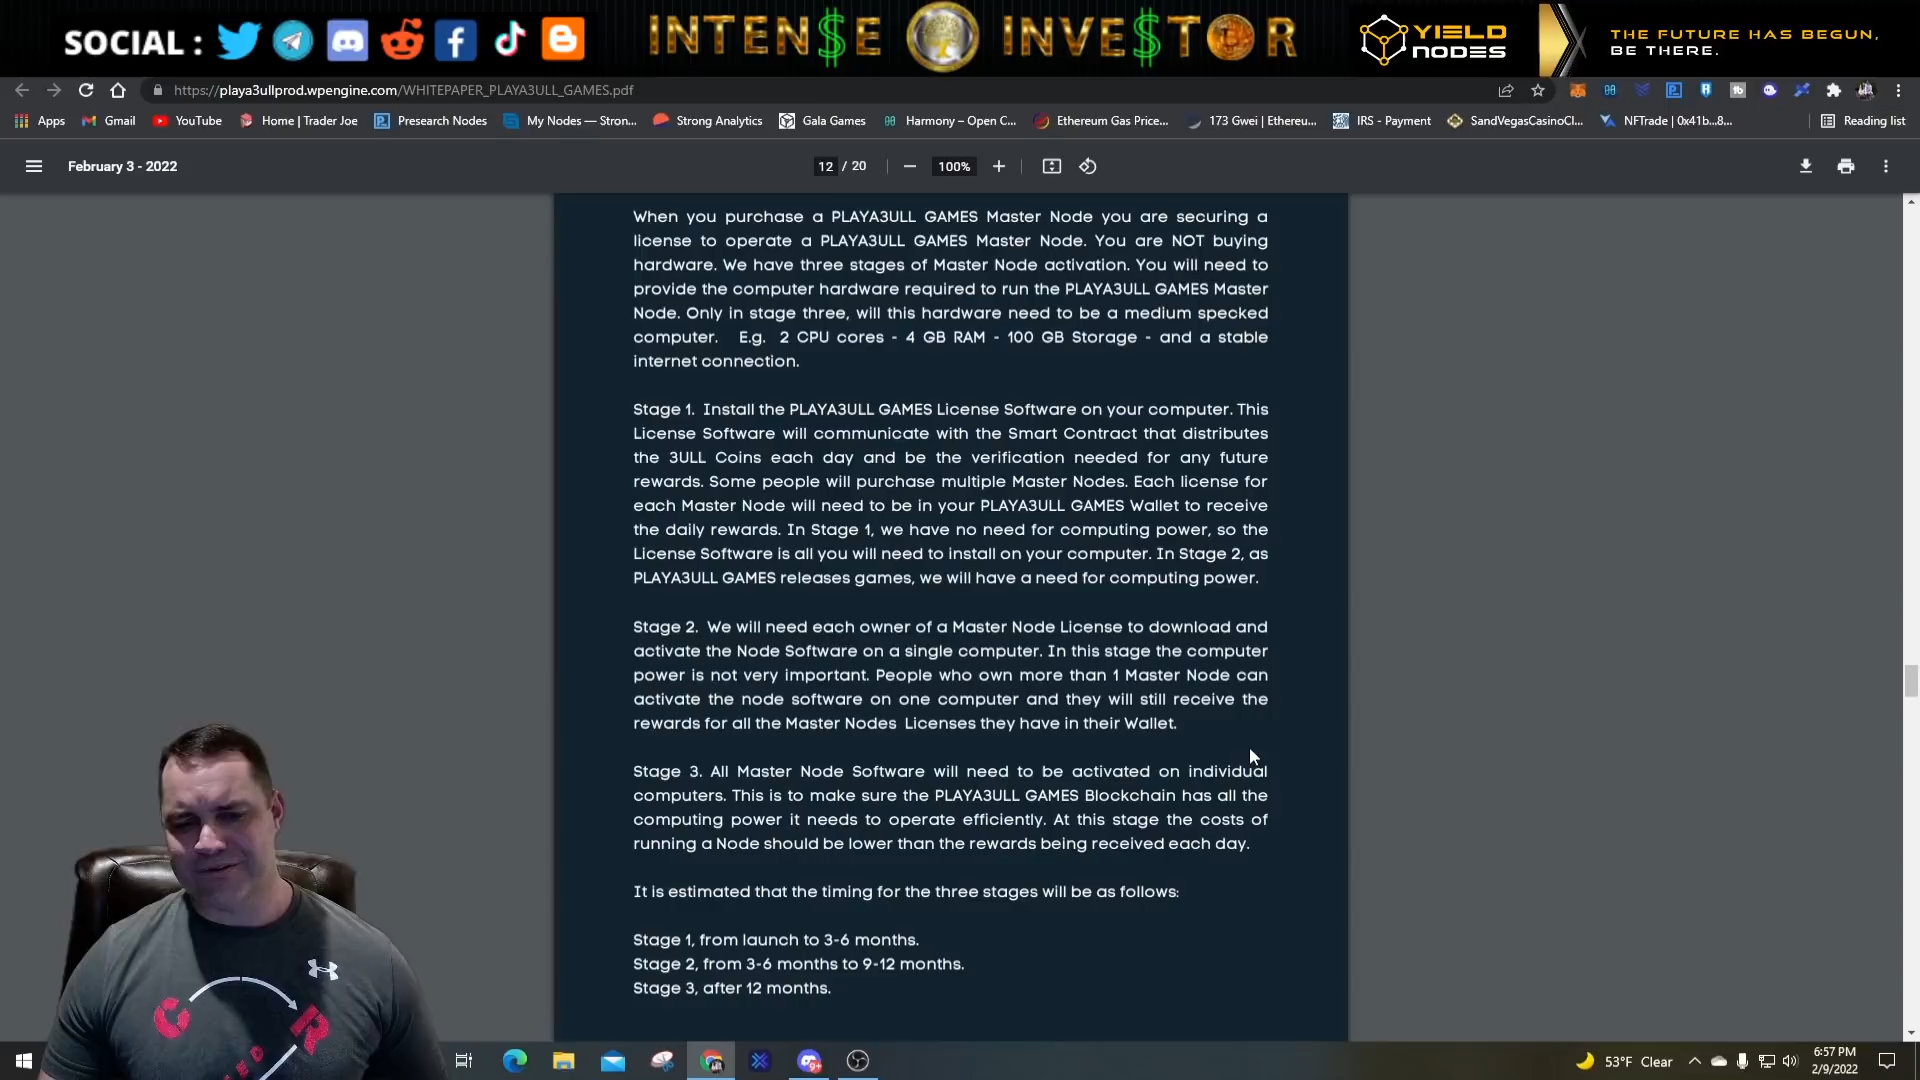 SOCIAL :
INTEN$E INVE$TOR
YIELD NODES
THE FUTURE HAS BEGUN,
BE THERE.
https://playa3ullprod.wpengine.com/WHITEPAPER_PLAYA3ULL_GAMES.pdf
Apps Gmail YouTube Home | Trader Joe Presearch Nodes My Nodes — Stron... Strong Analytics Gala Games Harmony – Open C... Ethereum Gas Price... 173 Gwei | Ethereu... IRS - Payment SandVegasCasinoCl... NFTrade | 0x41b...8... Reading list
February 3 - 2022 12 / 20 100%
When you purchase a PLAYA3ULL GAMES Master Node you are securing a
license to operate a PLAYA3ULL GAMES Master Node. You are NOT buying
hardware. We have three stages of Master Node activation. You will need to
provide the computer hardware required to run the PLAYA3ULL GAMES Master
Node. Only in stage three, will this hardware need to be a medium specked
computer. E.g. 2 CPU cores - 4 GB RAM - 100 GB Storage - and a stable
internet connection.
Stage 1. Install the PLAYA3ULL GAMES License Software on your computer. This
License Software will communicate with the Smart Contract that distributes
the 3ULL Coins each day and be the verification needed for any future
rewards. Some people will purchase multiple Master Nodes. Each license for
each Master Node will need to be in your PLAYA3ULL GAMES Wallet to receive
the daily rewards. In Stage 1, we have no need for computing power, so the
License Software is all you will need to install on your computer. In Stage 2, as
PLAYA3ULL GAMES releases games, we will have a need for computing power.
Stage 2. We will need each owner of a Master Node License to download and
activate the Node Software on a single computer. In this stage the computer
power is not very important. People who own more than 1 Master Node can
activate the node software on one computer and they will still receive the
rewards for all the Master Nodes Licenses they have in their Wallet.
Stage 3. All Master Node Software will need to be activated on individual
computers. This is to make sure the PLAYA3ULL GAMES Blockchain has all the
computing power it needs to operate efficiently. At this stage the costs of
running a Node should be lower than the rewards being received each day.
It is estimated that the timing for the three stages will be as follows:
Stage 1, from launch to 3-6 months.
Stage 2, from 3-6 months to 9-12 months.
Stage 3, after 12 months.
53°F Clear
6:57 PM
2/9/2022